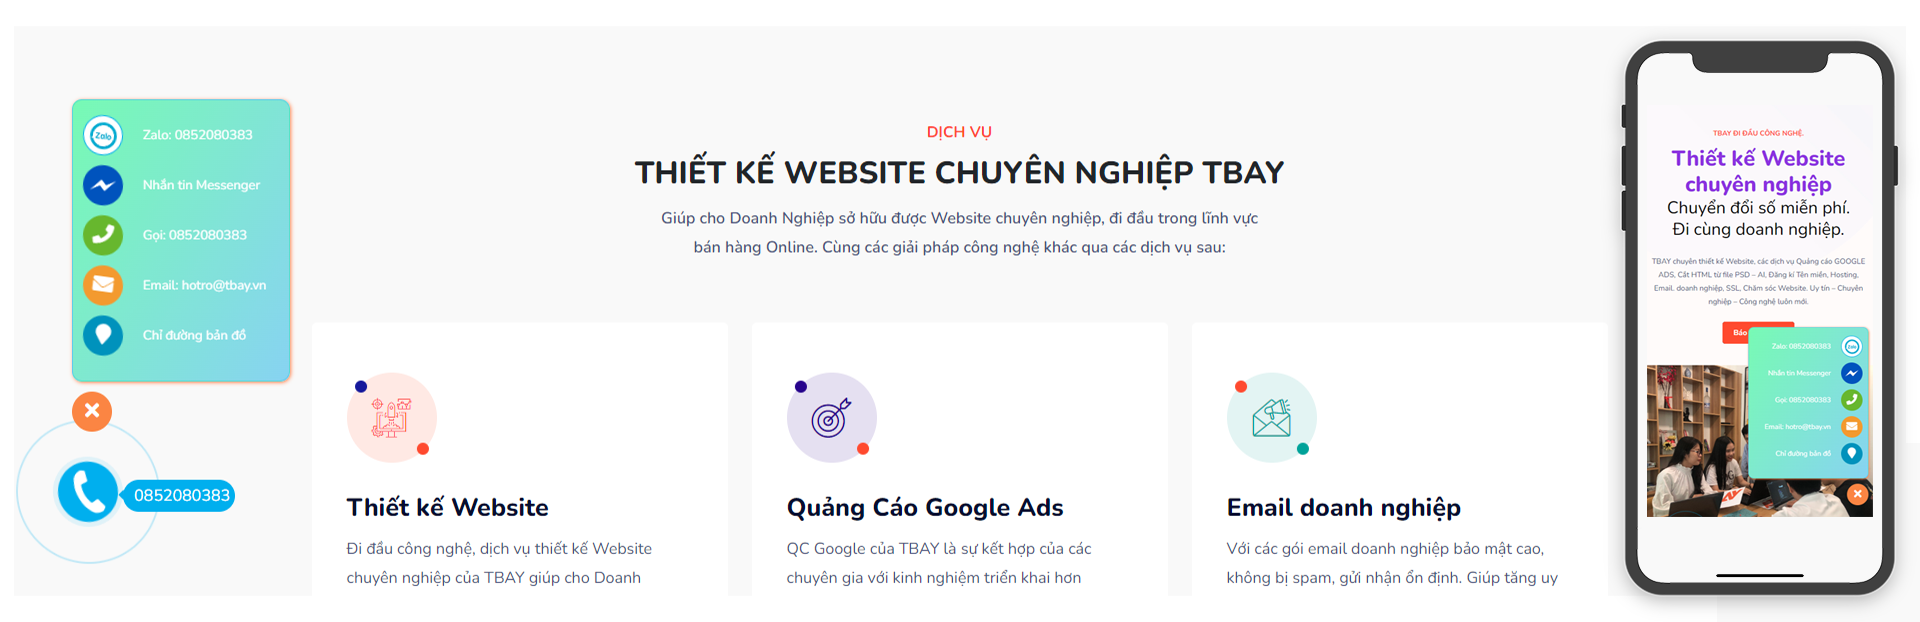 Zalo
Zalo: 0852080383
Nhắn tin Messenger
Gọi: 0852080383
Email: hotro@tbay.vn
Chỉ đường bản đồ
0852080383
DỊCH VỤ
THIẾT KẾ WEBSITE CHUYÊN NGHIỆP TBAY
Giúp cho Doanh Nghiệp sở hữu được Website chuyên nghiệp, đi đầu trong lĩnh vực
bán hàng Online. Cùng các giải pháp công nghệ khác qua các dịch vụ sau:
Thiết kế Website
Đi đầu công nghệ, dịch vụ thiết kế Website
chuyên nghiệp của TBAY giúp cho Doanh
Quảng Cáo Google Ads
QC Google của TBAY là sự kết hợp của các
chuyên gia với kinh nghiệm triển khai hơn
Email doanh nghiệp
Với các gói email doanh nghiệp bảo mật cao,
không bị spam, gửi nhận ổn định. Giúp tăng uy
TBAY ĐI ĐẦU CÔNG NGHỆ.
Thiết kế Website
chuyên nghiệp
Chuyển đổi số miễn phí.
Đi cùng doanh nghiệp.
TBAY chuyên thiết kế Website, các dịch vụ Quảng cáo GOOGLE
ADS, Cắt HTML từ file PSD – AI, Đăng kí Tên miền, Hosting,
Email doanh nghiệp, SSL, Chăm sóc Website. Uy tín – Chuyên
nghiệp – Công nghệ luôn mới.
Báo
Zalo: 0852080383
Zalo
Nhắn tin Messenger
Gọi: 0852080383
Email: hotro@tbay.vn
Chỉ đường bản đồ